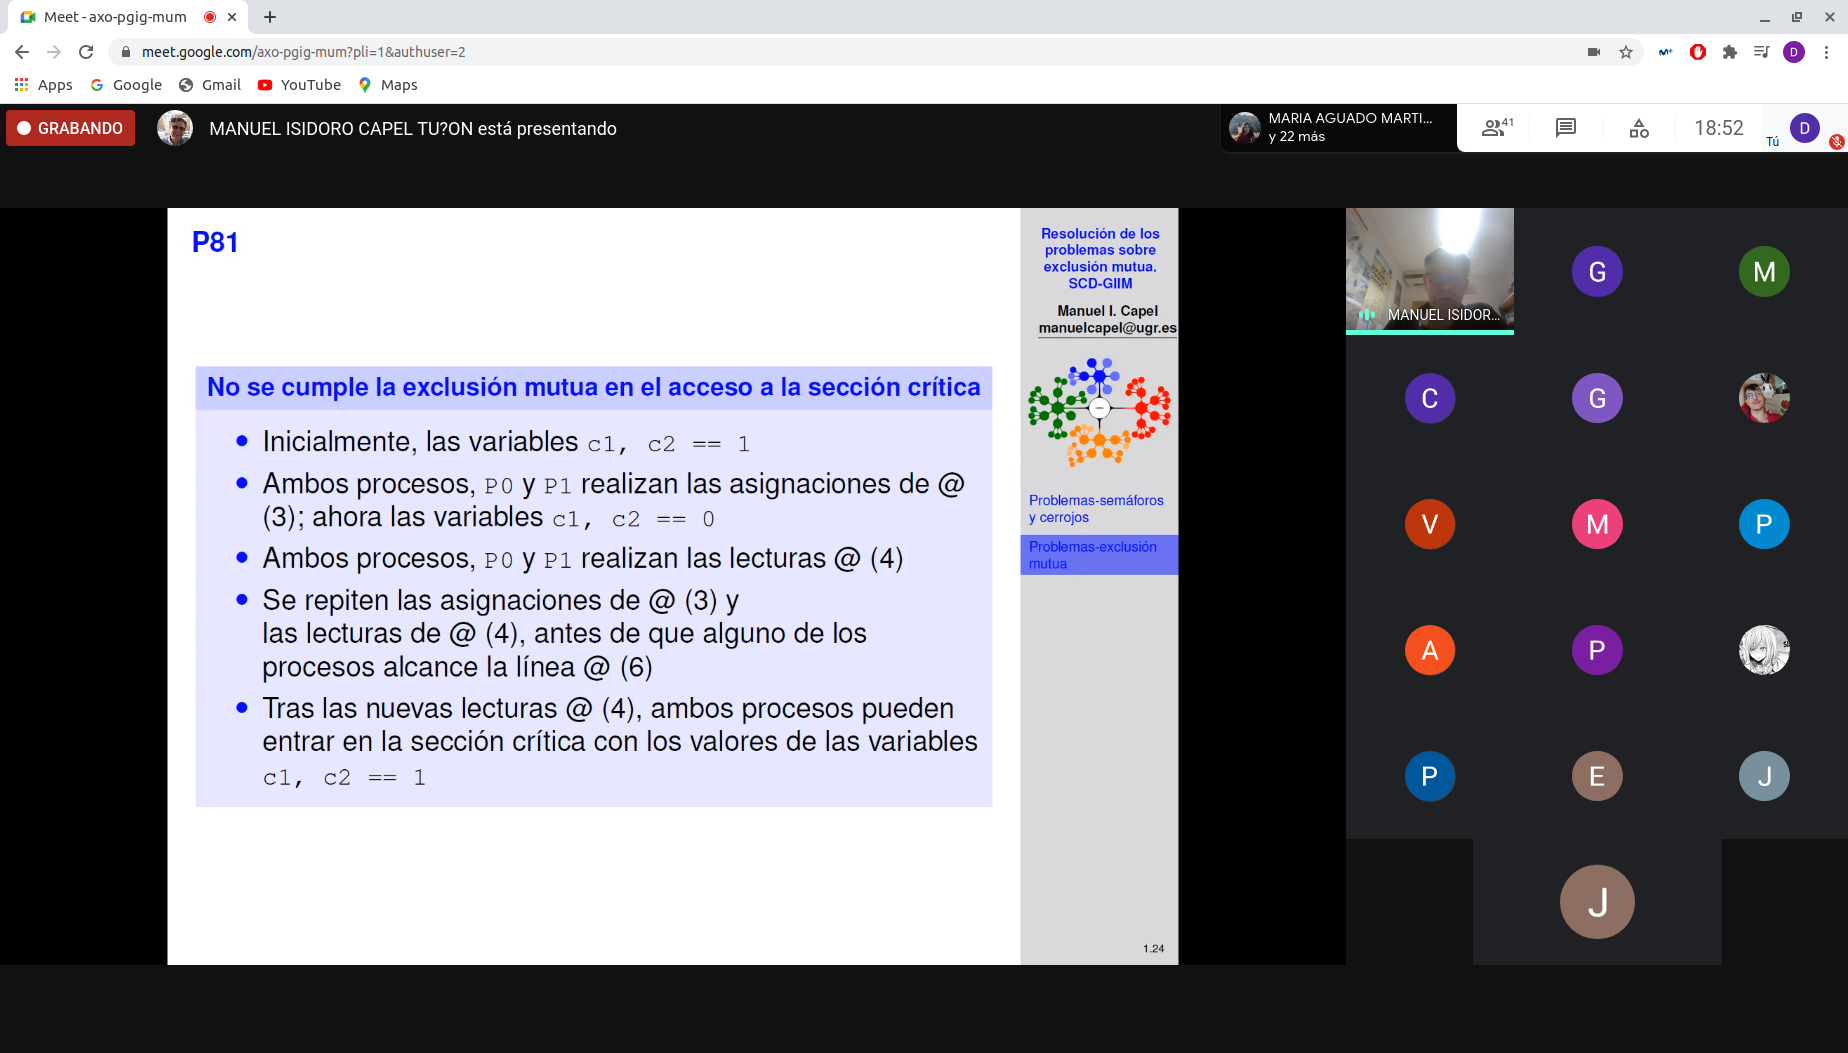 Meet - axo-pgig-mum
meet.google.com/axo-pgig-mum?pli=1&authuser=2
M+
D
Apps
Google
Gmail
YouTube
Maps
GRABANDO
MANUEL ISIDORO CAPEL TU?ON está presentando
MARIA AGUADO MARTI...
y 22 más
41
18:52
Tú
D
P81
No se cumple la exclusión mutua en el acceso a la sección crítica
Inicialmente, las variables c1, c2 == 1
Ambos procesos, P0 y P1 realizan las asignaciones de @
(3); ahora las variables c1, c2 == 0
Ambos procesos, P0 y P1 realizan las lecturas @ (4)
Se repiten las asignaciones de @ (3) y
las lecturas de @ (4), antes de que alguno de los
procesos alcance la línea @ (6)
Tras las nuevas lecturas @ (4), ambos procesos pueden
entrar en la sección crítica con los valores de las variables
c1, c2 == 1
Resolución de los
problemas sobre
exclusión mutua.
SCD-GIIM
Manuel I. Capel
manuelcapel@ugr.es
Problemas-semáforos
y cerrojos
Problemas-exclusión
mutua
1.24
MANUEL ISIDOR...
G
M
C
G
V
M
P
A
P
P
E
J
J